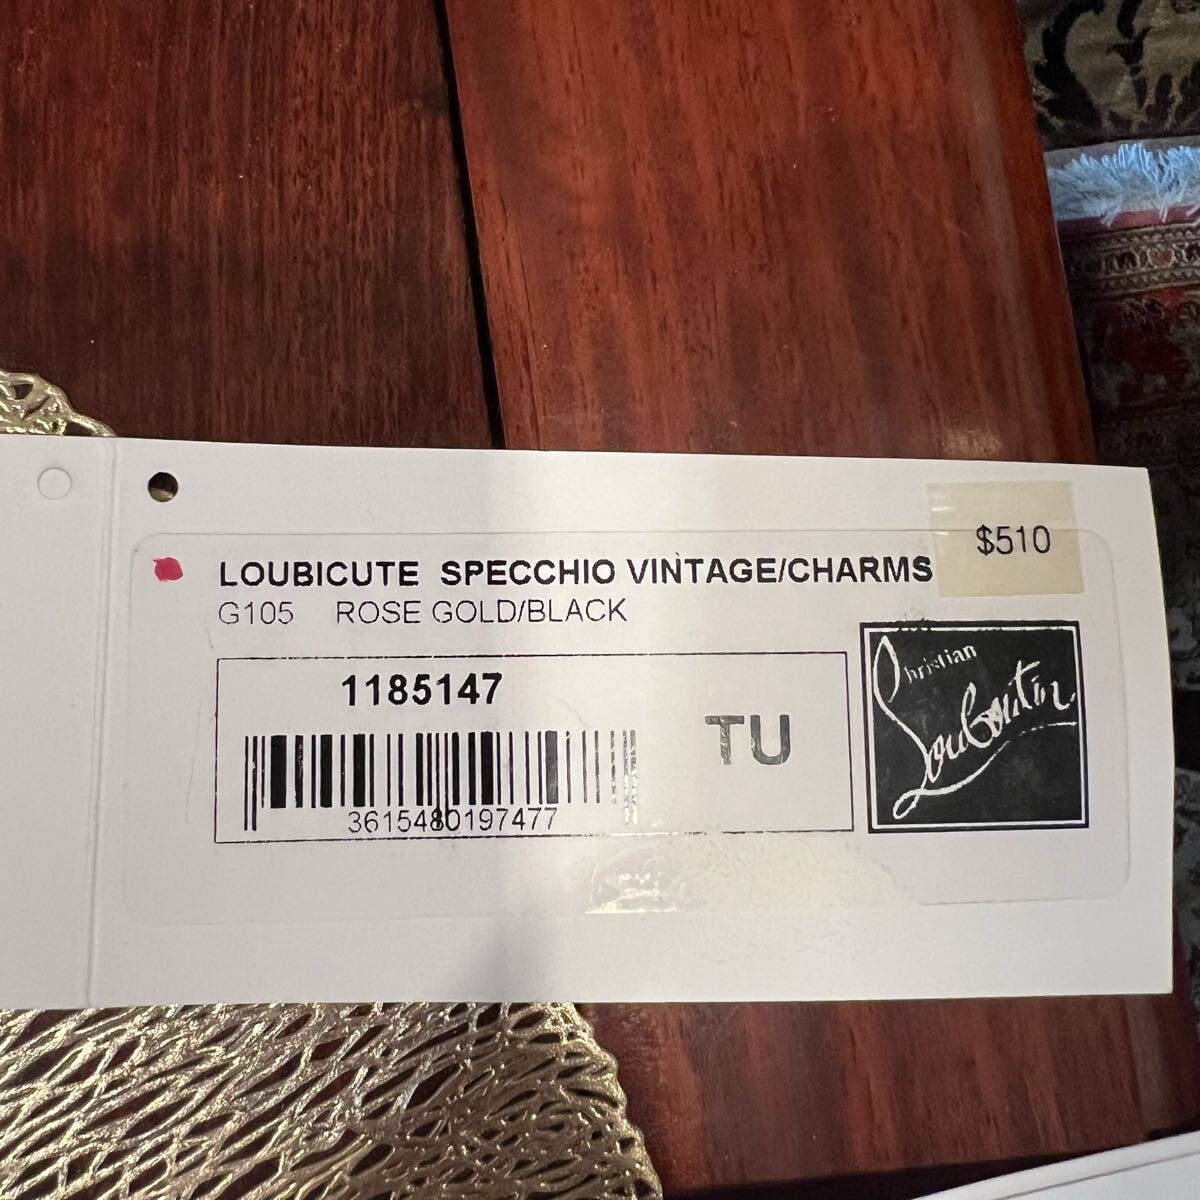 $510
LOUBICUTE SPECCHIO VINTAGE/CHARMS
G105 ROSE GOLD/BLACK
1185147
TU
3615480197477
Christian
Louboutin